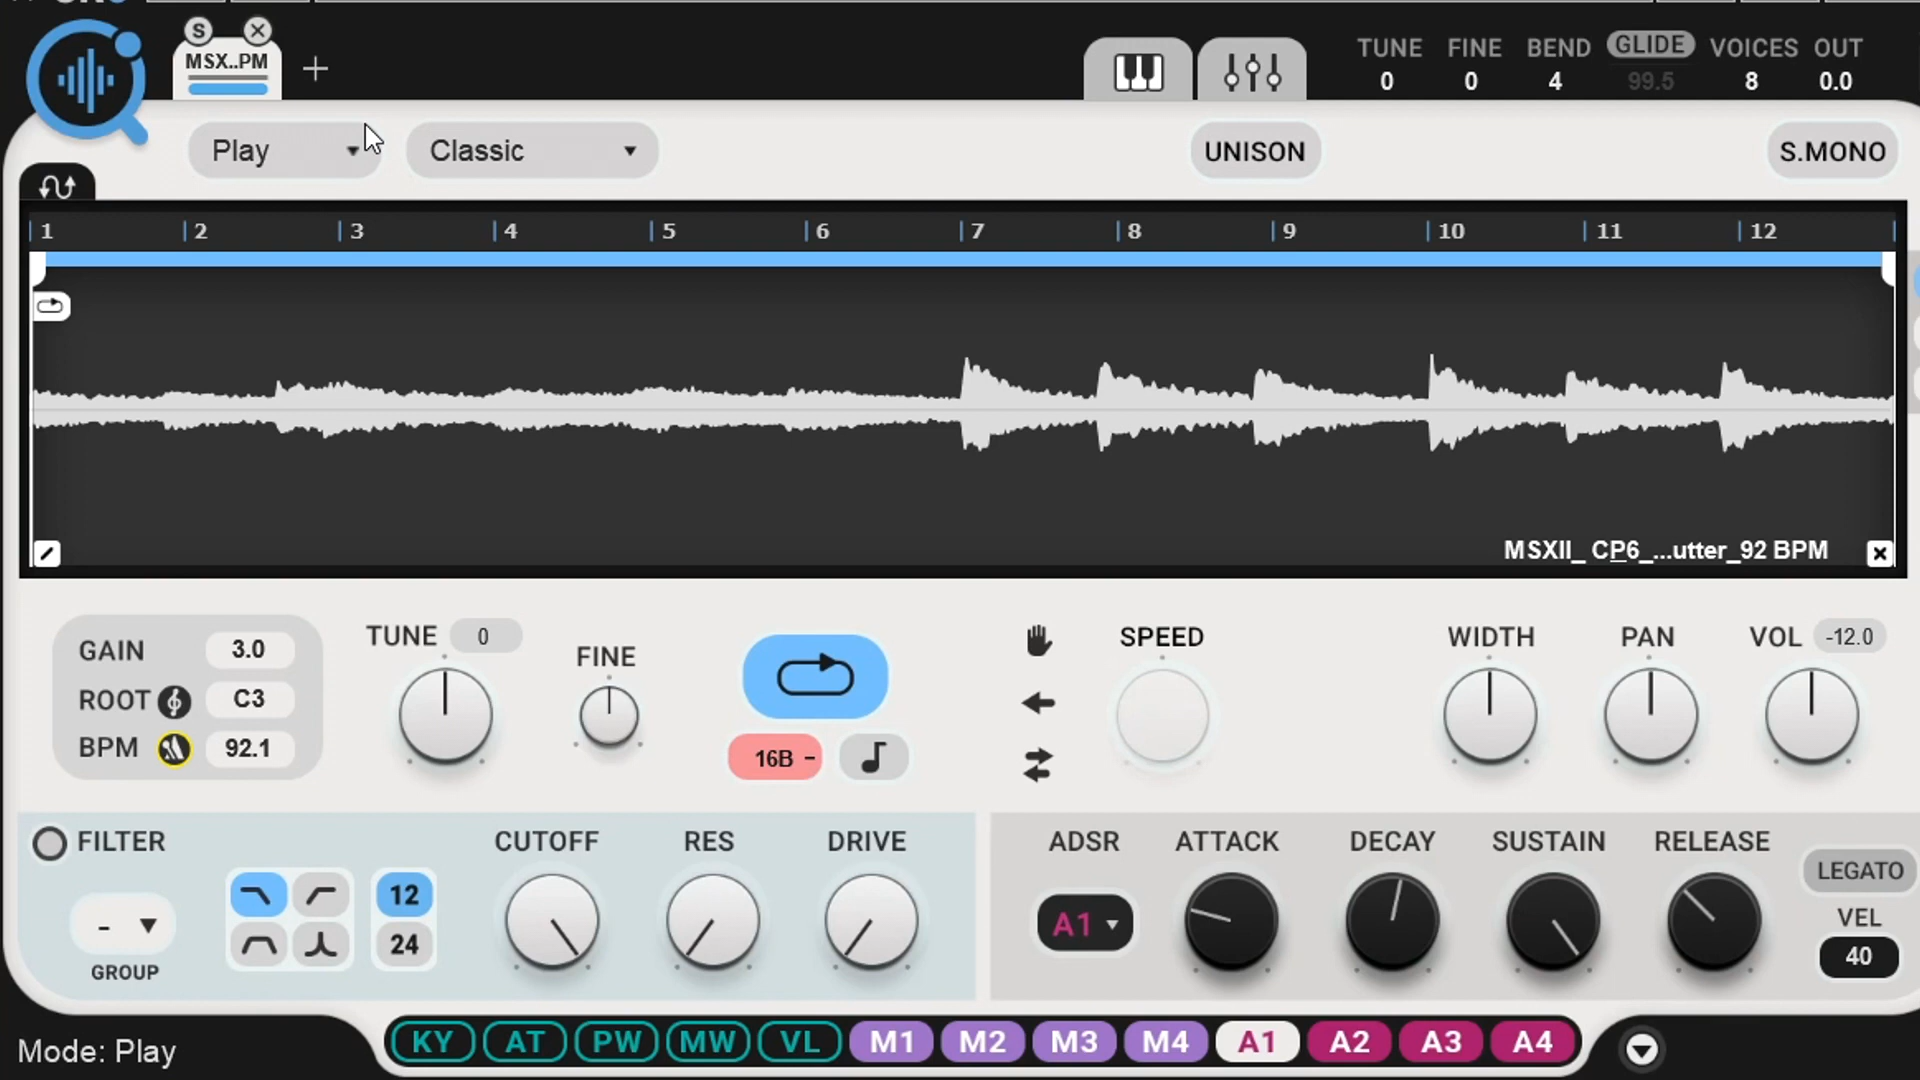 S
MSX..PM
+
TUNE FINE BEND GLIDE VOICES OUT
0 0 4 99.5 8 0.0
Play Classic UNISON S.MONO
1 2 3 4 5 6 7 8 9 10 11 12
MSXII_ CP6_...utter_92 BPM
GAIN 3.0
ROOT C3
BPM 92.1
TUNE 0
FINE
16B -
SPEED
WIDTH PAN VOL -12.0
FILTER
- GROUP
12
24
CUTOFF RES DRIVE
ADSR ATTACK DECAY SUSTAIN RELEASE
A1
LEGATO
VEL
40
Mode: Play
KY AT PW MW VL M1 M2 M3 M4 A1 A2 A3 A4